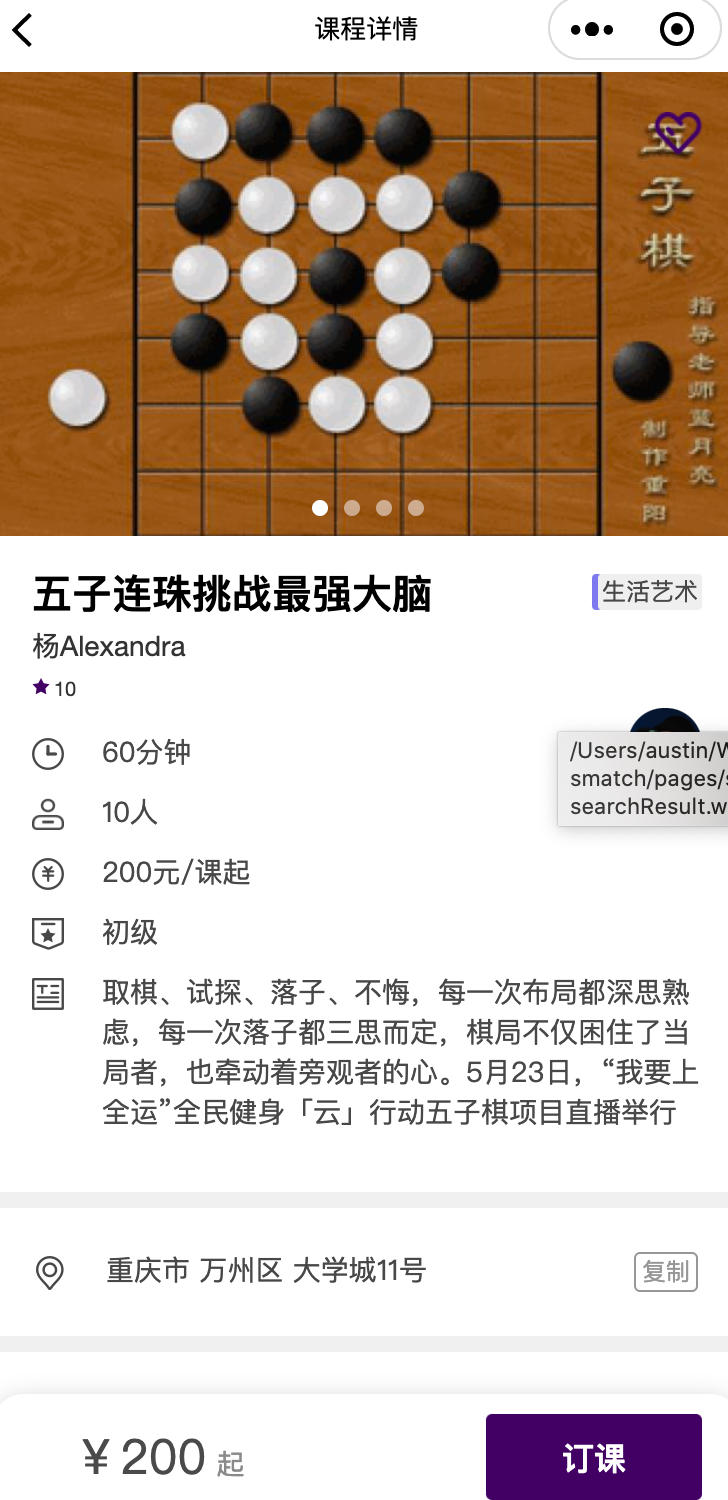 课程详情
五子棋
指导老师蓝月亮
制作重阳
五子连珠挑战最强大脑
生活艺术
杨Alexandra
10
60分钟
/Users/austin/W
smatch/pages/s
searchResult.w
10人
200元/课起
初级
取棋、试探、落子、不悔，每一次布局都深思熟
虑，每一次落子都三思而定，棋局不仅困住了当
局者，也牵动着旁观者的心。5月23日，“我要上
全运”全民健身「云」行动五子棋项目直播举行
重庆市 万州区 大学城11号
复制
¥ 200 起
订课